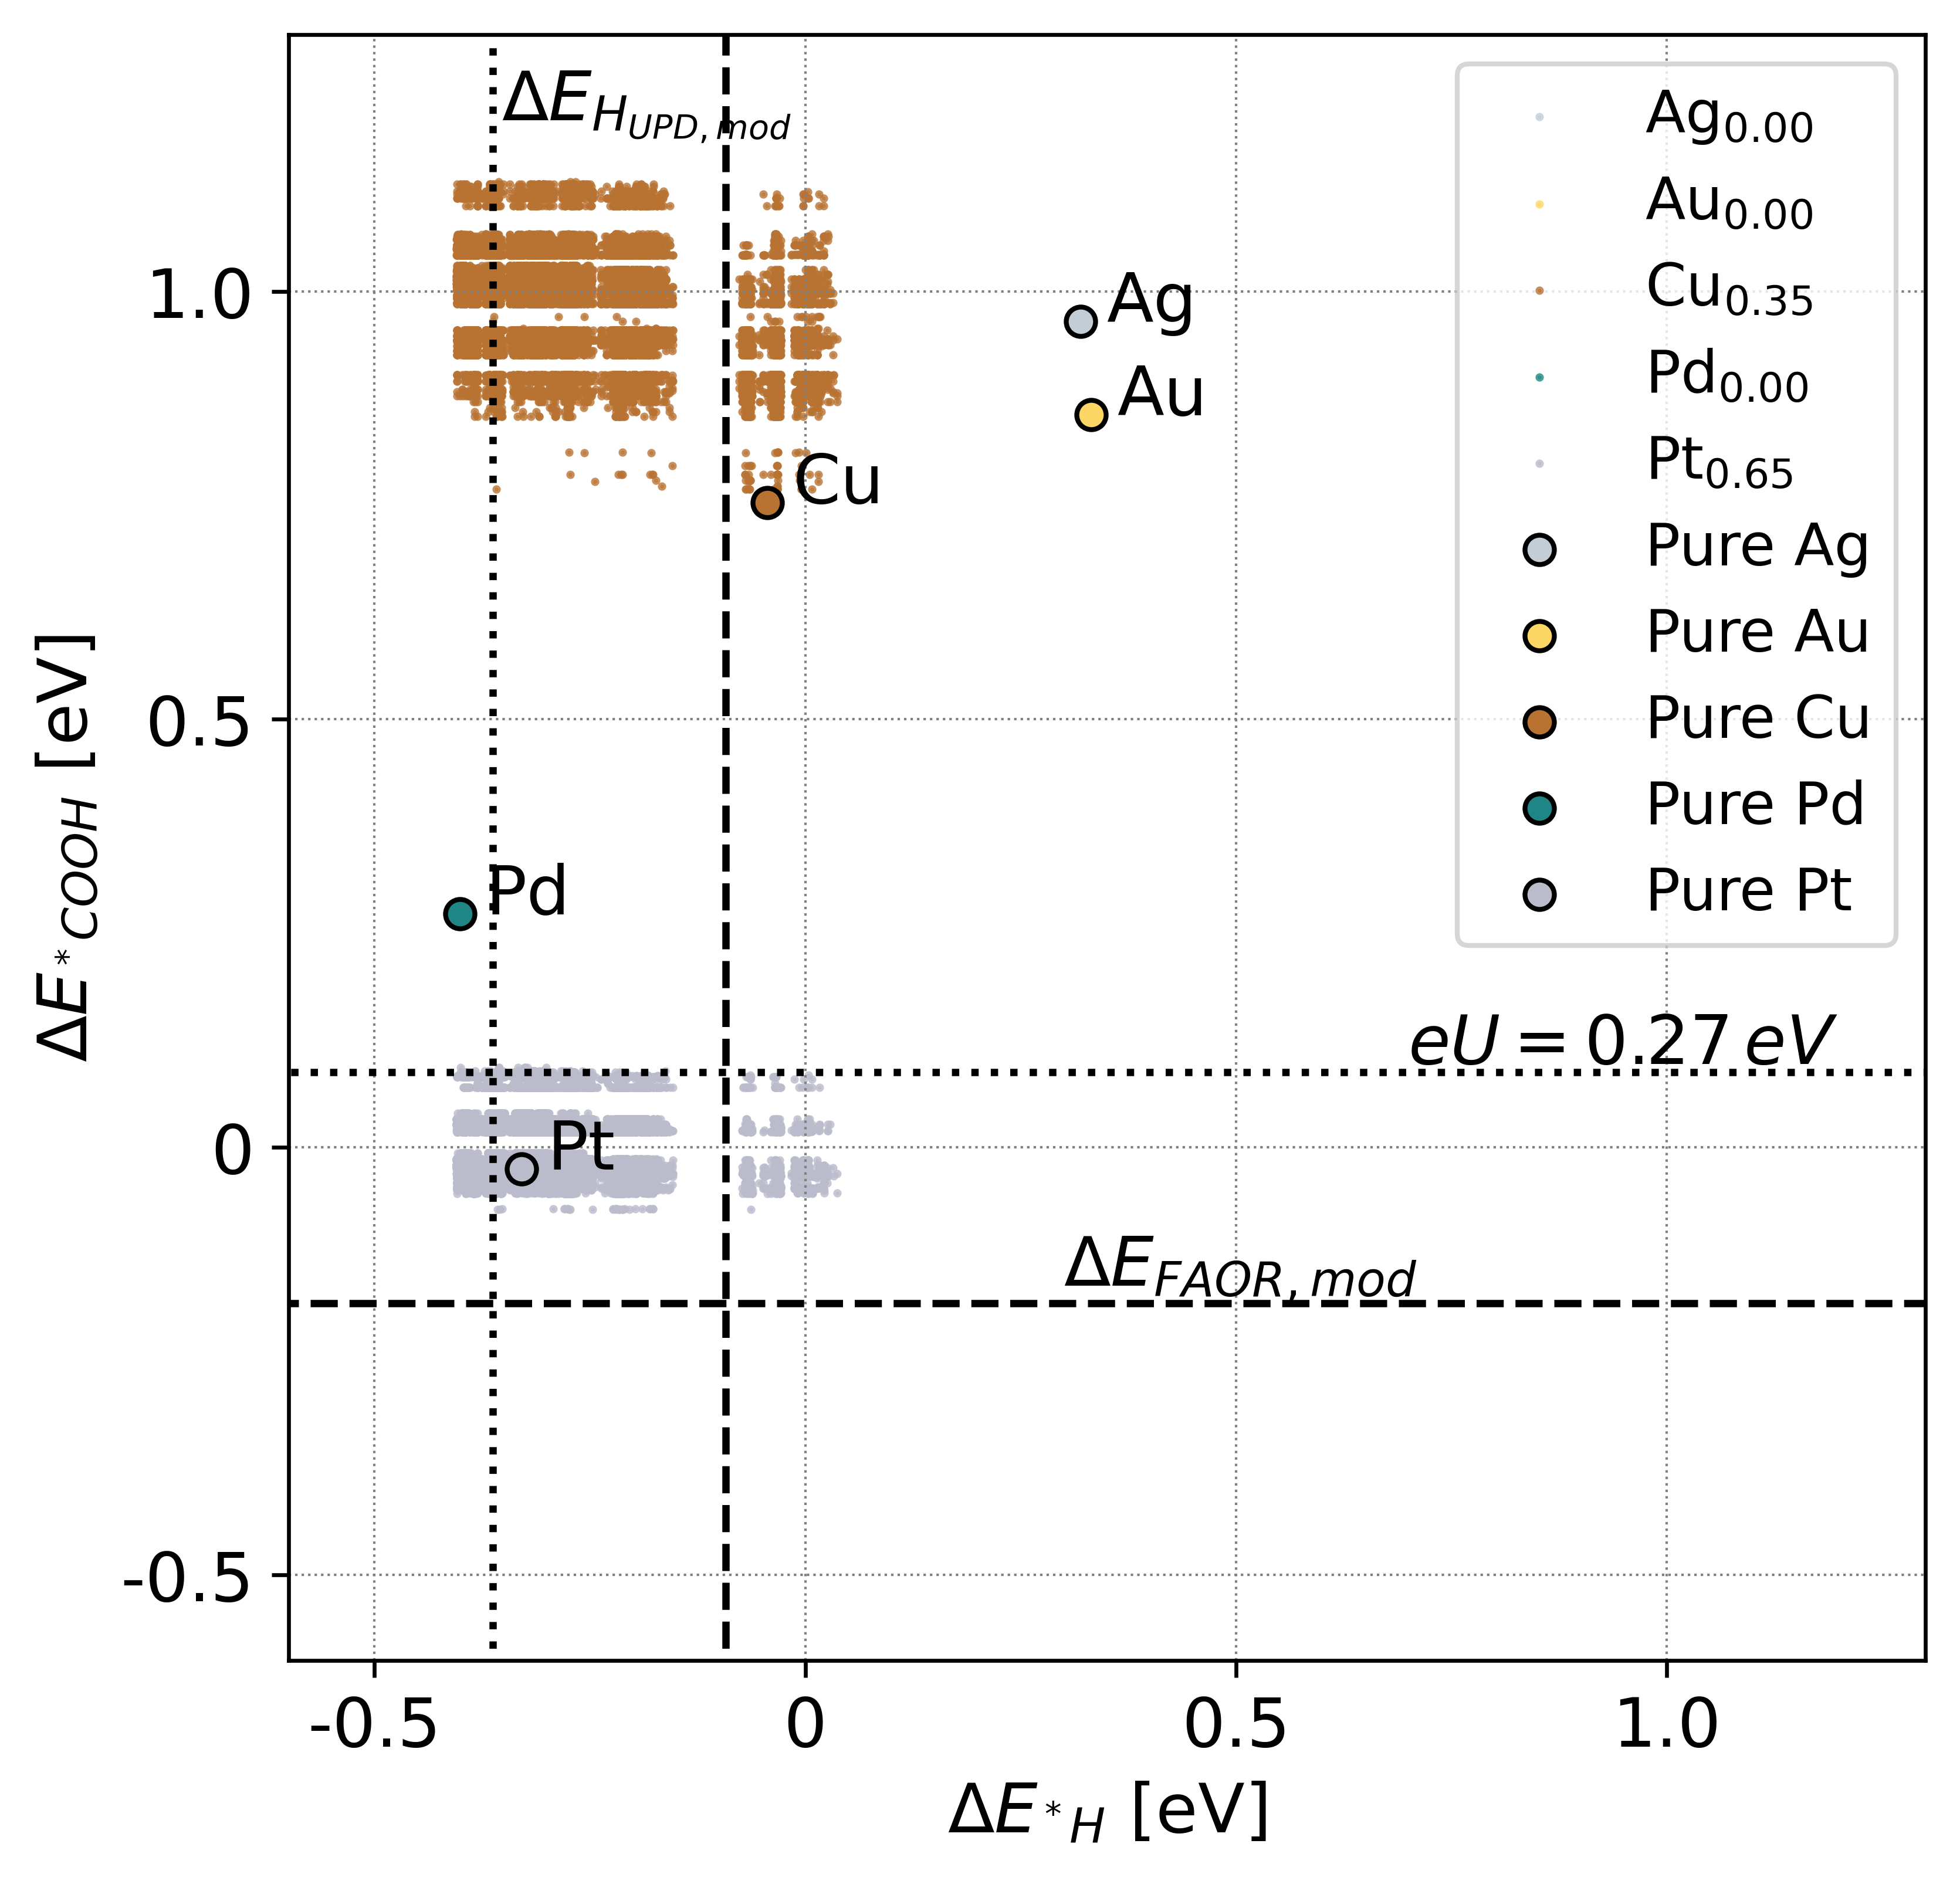 ΔE_{H_{UPD,mod}}
Ag_{0.00}
Au_{0.00}
Cu_{0.35}
Pd_{0.00}
Pt_{0.65}
Pure Ag
Pure Au
Pure Cu
Pure Pd
Pure Pt
Ag
Au
Cu
Pd
Pt
eU = 0.27 eV
ΔE_{FAOR,mod}
1.0
0.5
0
-0.5
ΔE_{*COOH} [eV]
-0.5
0
0.5
1.0
ΔE_{*H} [eV]